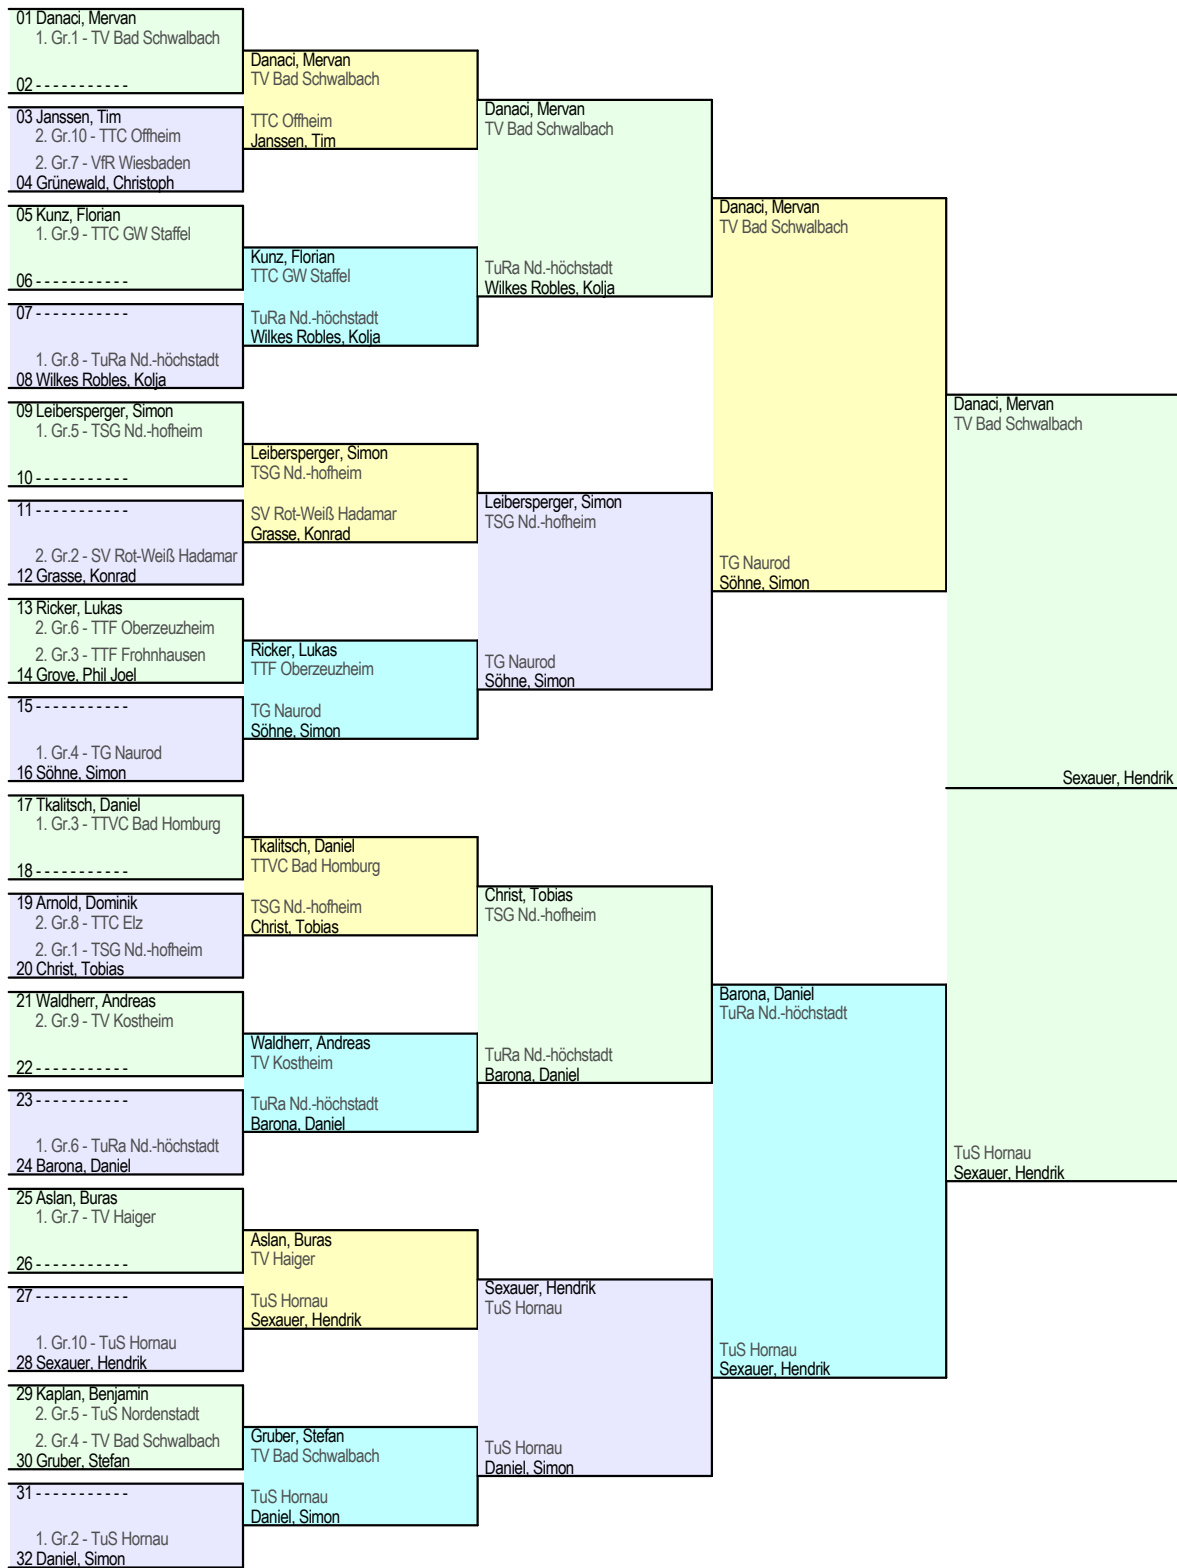 01 Danaci, Mervan
1. Gr.1 - TV Bad Schwalbach
02 - - - - - - - - - - -
03 Janssen, Tim
2. Gr.10 - TTC Offheim
2. Gr.7 - VfR Wiesbaden
04 Grünewald, Christoph
05 Kunz, Florian
1. Gr.9 - TTC GW Staffel
06 - - - - - - - - - - -
07 - - - - - - - - - - -
1. Gr.8 - TuRa Nd.-höchstadt
08 Wilkes Robles, Kolja
09 Leibersperger, Simon
1. Gr.5 - TSG Nd.-hofheim
10 - - - - - - - - - - -
11 - - - - - - - - - - -
2. Gr.2 - SV Rot-Weiß Hadamar
12 Grasse, Konrad
13 Ricker, Lukas
2. Gr.6 - TTF Oberzeuzheim
2. Gr.3 - TTF Frohnhausen
14 Grove, Phil Joel
15 - - - - - - - - - - -
1. Gr.4 - TG Naurod
16 Söhne, Simon
17 Tkalitsch, Daniel
1. Gr.3 - TTVC Bad Homburg
18 - - - - - - - - - - -
19 Arnold, Dominik
2. Gr.8 - TTC Elz
2. Gr.1 - TSG Nd.-hofheim
20 Christ, Tobias
21 Waldherr, Andreas
2. Gr.9 - TV Kostheim
22 - - - - - - - - - - -
23 - - - - - - - - - - -
1. Gr.6 - TuRa Nd.-höchstadt
24 Barona, Daniel
25 Aslan, Buras
1. Gr.7 - TV Haiger
26 - - - - - - - - - - -
27 - - - - - - - - - - -
1. Gr.10 - TuS Hornau
28 Sexauer, Hendrik
29 Kaplan, Benjamin
2. Gr.5 - TuS Nordenstadt
2. Gr.4 - TV Bad Schwalbach
30 Gruber, Stefan
31 - - - - - - - - - - -
1. Gr.2 - TuS Hornau
32 Daniel, Simon
Danaci, Mervan
TV Bad Schwalbach
TTC Offheim
Janssen, Tim
Kunz, Florian
TTC GW Staffel
TuRa Nd.-höchstadt
Wilkes Robles, Kolja
Leibersperger, Simon
TSG Nd.-hofheim
SV Rot-Weiß Hadamar
Grasse, Konrad
Ricker, Lukas
TTF Oberzeuzheim
TG Naurod
Söhne, Simon
Tkalitsch, Daniel
TTVC Bad Homburg
TSG Nd.-hofheim
Christ, Tobias
Waldherr, Andreas
TV Kostheim
TuRa Nd.-höchstadt
Barona, Daniel
Aslan, Buras
TV Haiger
TuS Hornau
Sexauer, Hendrik
Gruber, Stefan
TV Bad Schwalbach
TuS Hornau
Daniel, Simon
Danaci, Mervan
TV Bad Schwalbach
TuRa Nd.-höchstadt
Wilkes Robles, Kolja
Leibersperger, Simon
TSG Nd.-hofheim
TG Naurod
Söhne, Simon
Christ, Tobias
TSG Nd.-hofheim
TuRa Nd.-höchstadt
Barona, Daniel
Sexauer, Hendrik
TuS Hornau
TuS Hornau
Daniel, Simon
Danaci, Mervan
TV Bad Schwalbach
TG Naurod
Söhne, Simon
Barona, Daniel
TuRa Nd.-höchstadt
TuS Hornau
Sexauer, Hendrik
Danaci, Mervan
TV Bad Schwalbach
TuS Hornau
Sexauer, Hendrik
Sexauer, Hendrik